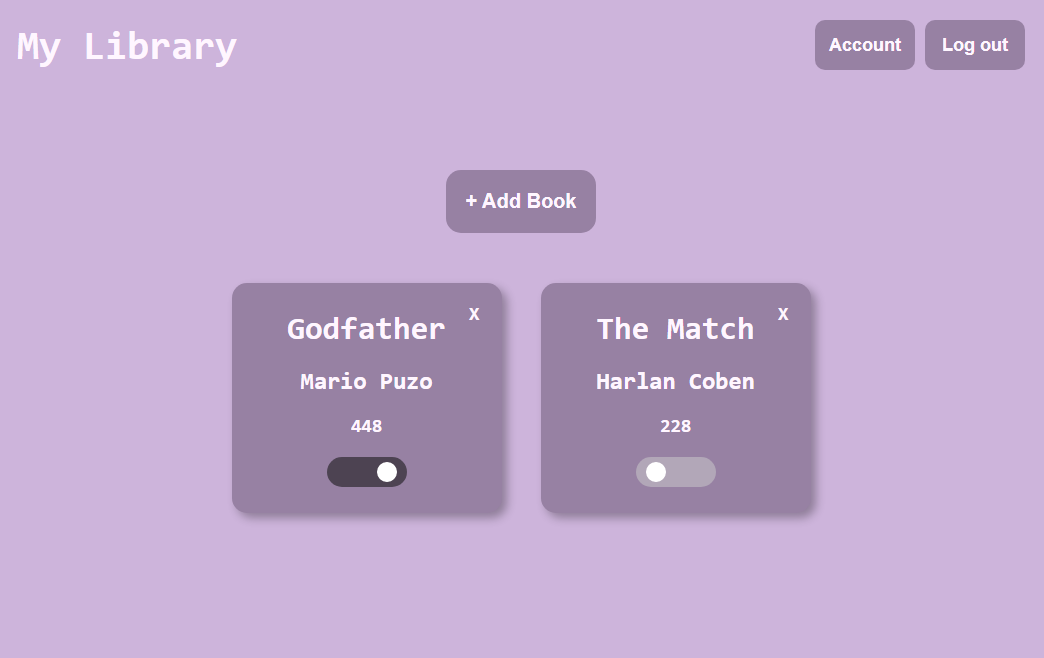 My Library
Account
Log out
+ Add Book
X
Godfather
Mario Puzo
448
X
The Match
Harlan Coben
228